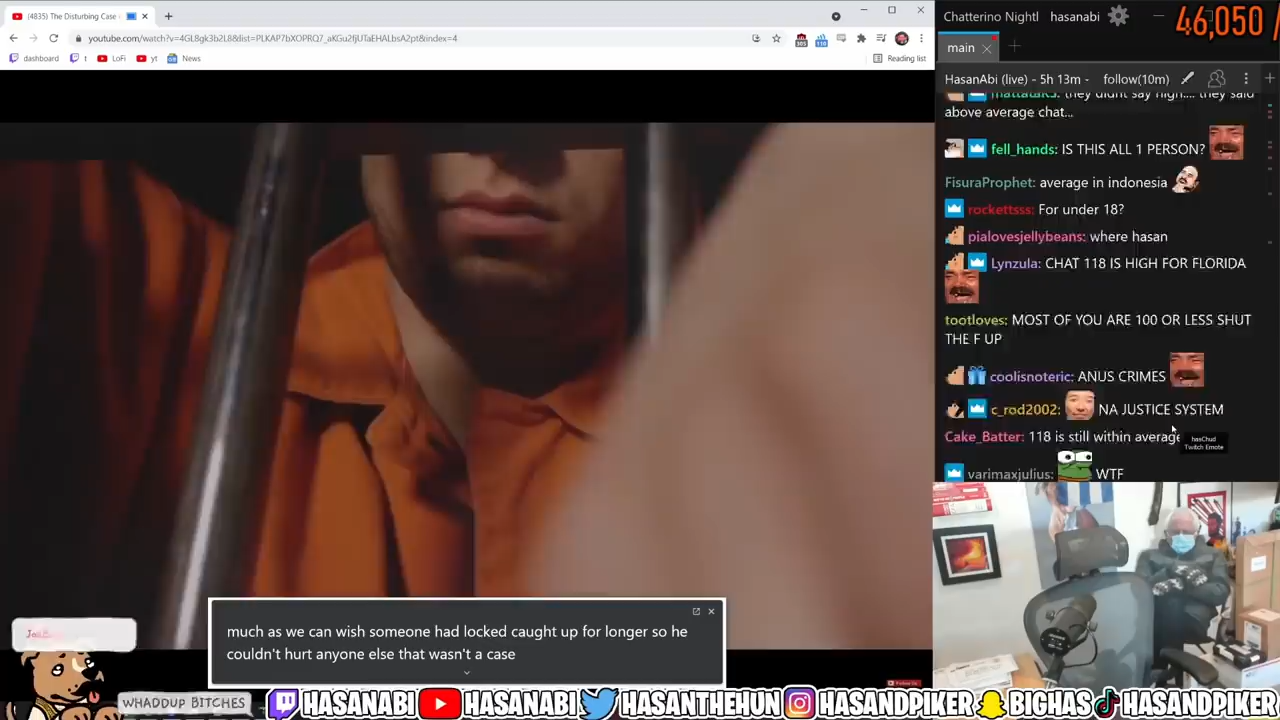 (4835) The Disturbing Case
youtube.com/watch?v=4GL8gk3b2L8&list=PLKAP7bXOPRQ7_aKGu2fjUTaEHALbsA2pt&index=4
dashboard
t
LoFi
yt
News
Reading list
Chatterino Nightl
hasanabi
46,050 /
main
HasanAbi (live) - 5h 13m -
follow(10m)
they didnt say high.... they said
above average chat...
fell_hands: IS THIS ALL 1 PERSON?
FisuraProphet: average in indonesia
rockettsss: For under 18?
pialovesjellybeans: where hasan
Lynzula: CHAT 118 IS HIGH FOR FLORIDA
tootloves: MOST OF YOU ARE 100 OR LESS SHUT
THE F UP
coolisnoteric: ANUS CRIMES
c_rod2002: NA JUSTICE SYSTEM
Cake_Batter: 118 is still within average
hasChud
Twitch Emote
varimaxjulius: WTF
much as we can wish someone had locked caught up for longer so he
couldn't hurt anyone else that wasn't a case
Follow Us
WHADDUP BITCHES
HASANABI
HASANABI
HASANTHEHUN
HASANDPIKER
BIGHAS
HASANDPIKER